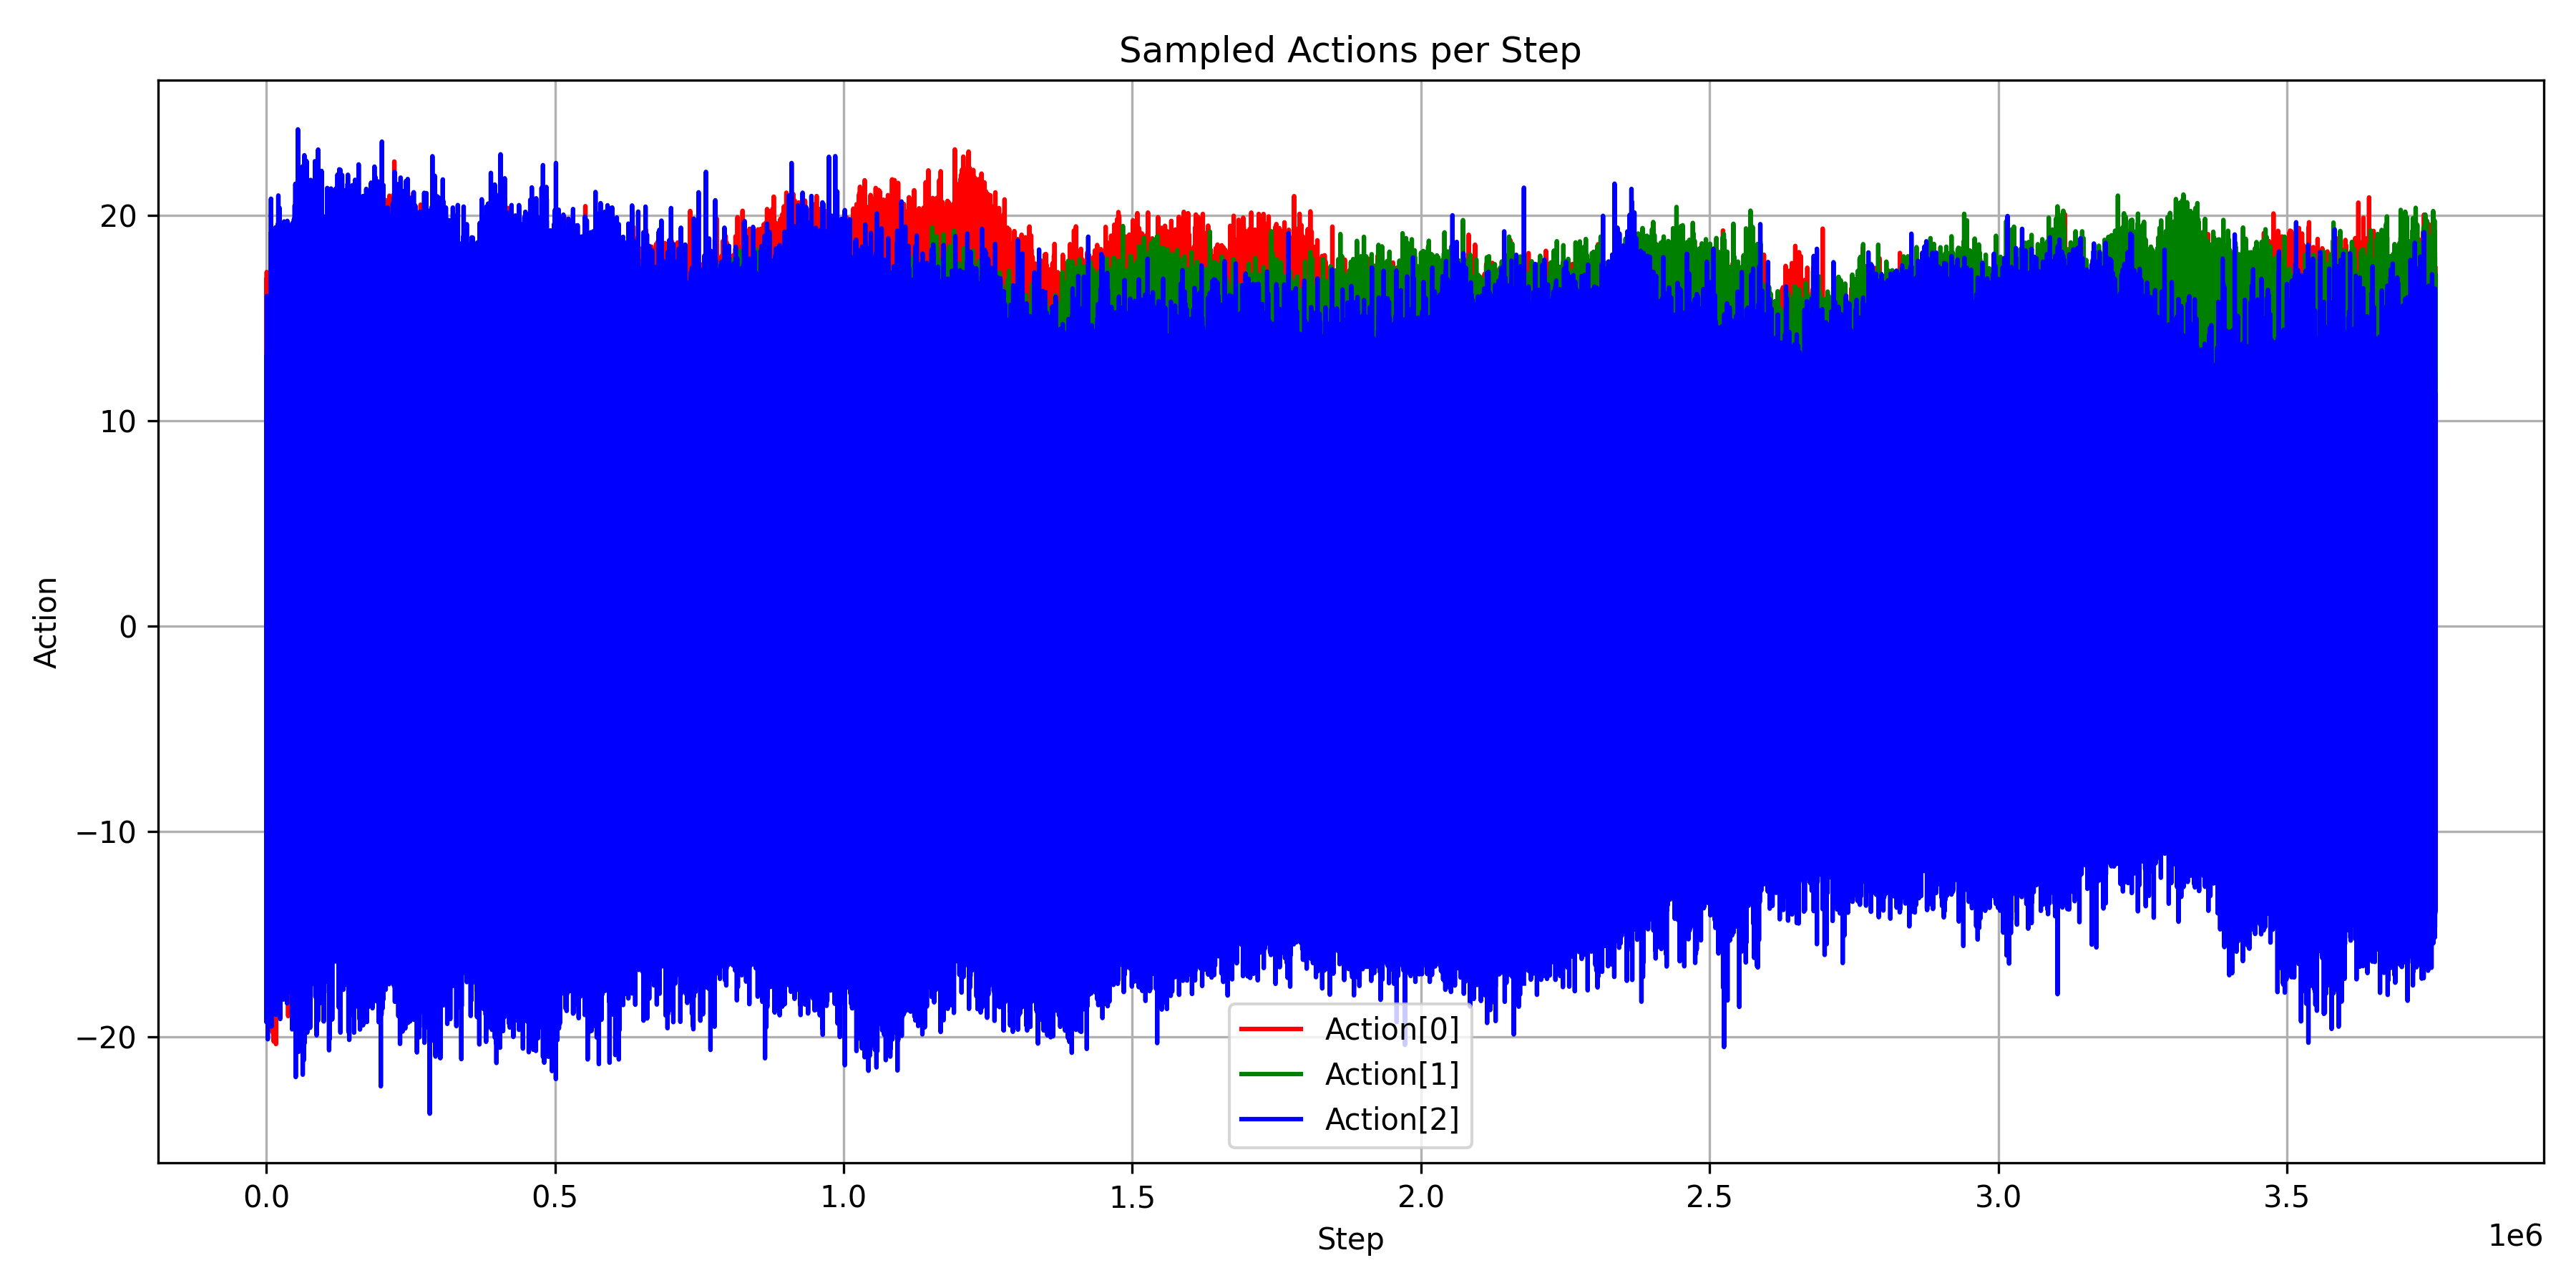 Sampled Actions per Step
Action
20
10
0
−10
−20
Action[0]
Action[1]
Action[2]
0.0 0.5 1.0 1.5 2.0 2.5 3.0 3.5
1e6
Step